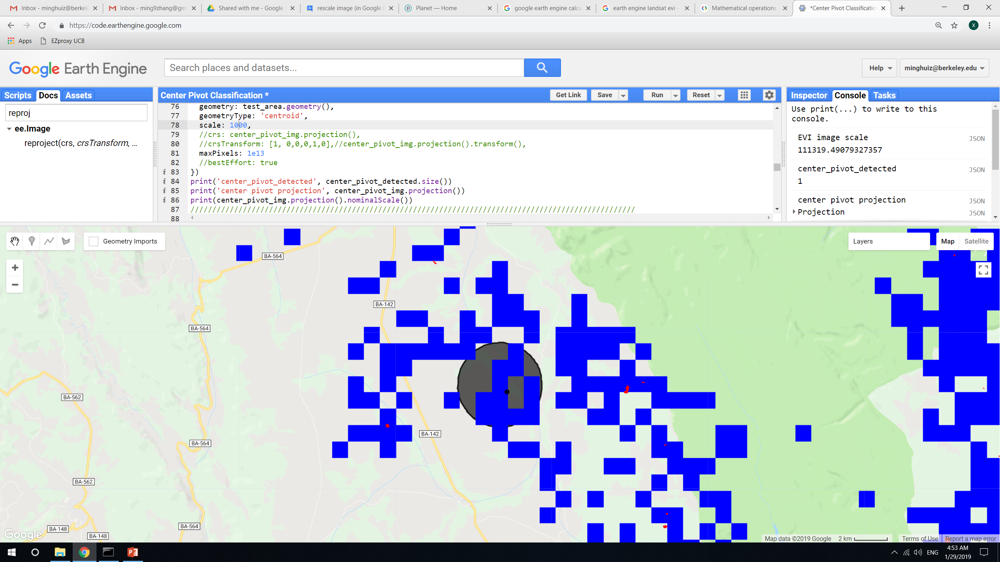 Inbox - minghuiz@berkele
Inbox - ming9zhang@gma
Shared with me - Google D
rescale image (in Google E
Planet — Home
google earth engine calcu
earth engine landsat evi -
Mathematical operations
*Center Pivot Classificatio
https://code.earthengine.google.com
X
Apps
EZproxy UCB
Google Earth Engine
Search places and datasets...
Help
minghuiz@berkeley.edu
Scripts
Docs
Assets
Center Pivot Classification *
Get Link
Save
Run
Reset
Inspector
Console
Tasks
reproj
ee.Image
reproject(crs, crsTransform, ...
76 geometry: test_area.geometry(),
77 geometryType: 'centroid',
78 scale: 1000,
79 //crs: center_pivot_img.projection(),
80 //crsTransform: [1, 0,0,0,1,0],//center_pivot_img.projection().transform(),
81 maxPixels: 1e13
82 //bestEffort: true
i 83 })
i 84 print('center_pivot_detected', center_pivot_detected.size())
i 85 print('center pivot projection', center_pivot_img.projection())
i 86 print(center_pivot_img.projection().nominalScale())
87
88
Use print(...) to write to this
console.
EVI image scale JSON
111319.49079327357
center_pivot_detected JSON
1
center pivot projection JSON
Projection JSON
Geometry Imports
Layers
Map
Satellite
+
−
BA-564
BA-142
BA-564
BA-562
BA-142
BA-564
BA-562
BA-564
BA-148
BA-148
Google
Map data ©2019 Google
2 km
Terms of Use
Report a map error
ENG
4:53 AM
1/29/2019